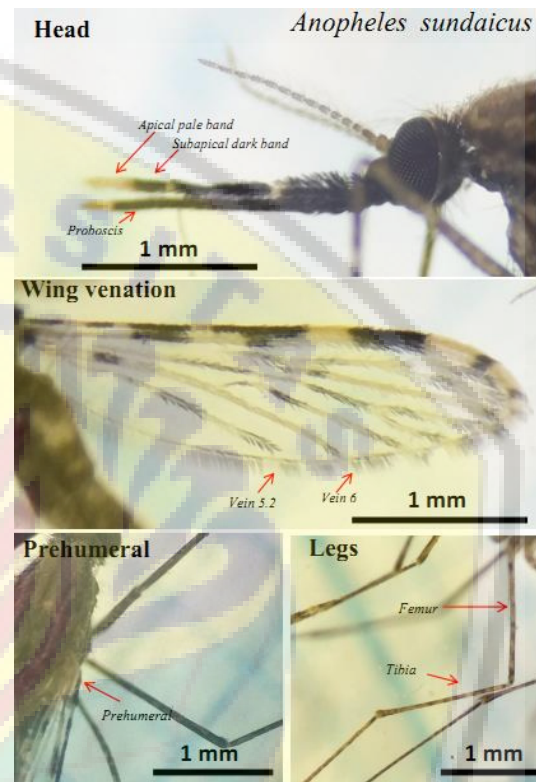 Head
Anopheles sundaicus
Apical pale band
Subapical dark band
Proboscis
1 mm
Wing venation
Vein 5.2
Vein 6
1 mm
Prehumeral
Prehumeral
1 mm
Legs
Femur
Tibia
1 mm